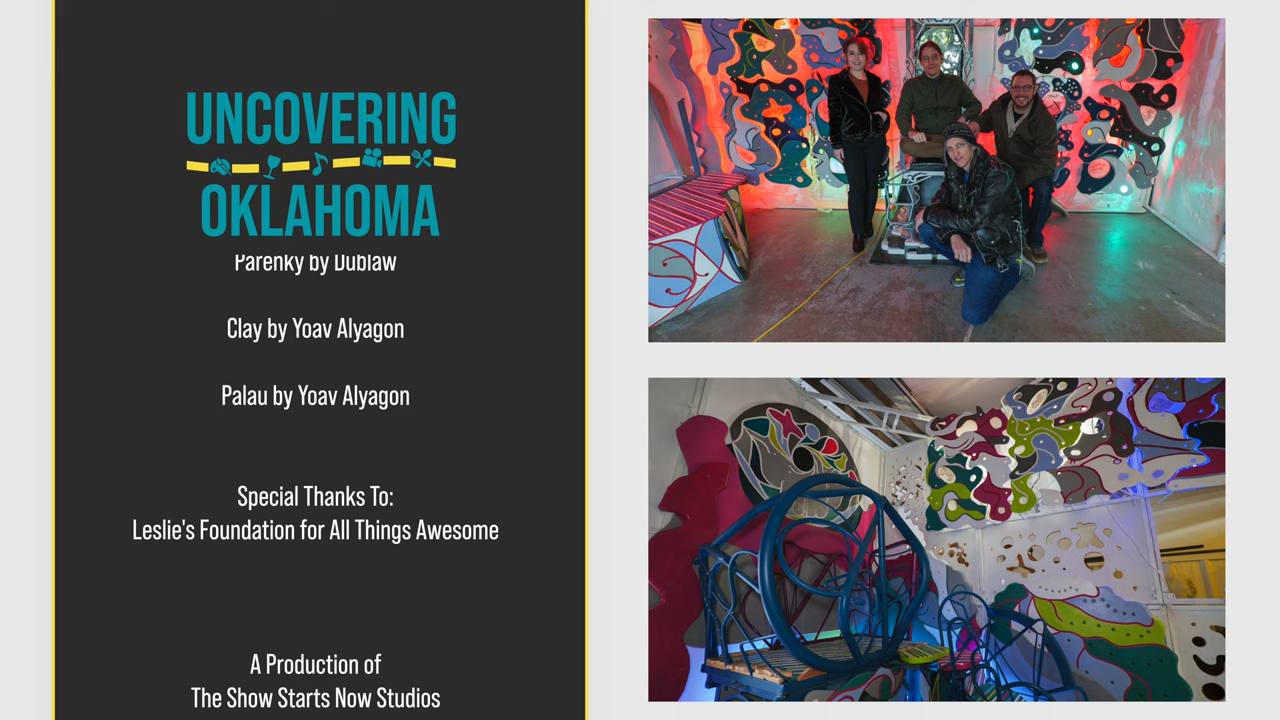 UNCOVERING
OKLAHOMA
Parenky by Dublaw
Clay by Yoav Alyagon
Palau by Yoav Alyagon
Special Thanks To:
Leslie's Foundation for All Things Awesome
A Production of
The Show Starts Now Studios